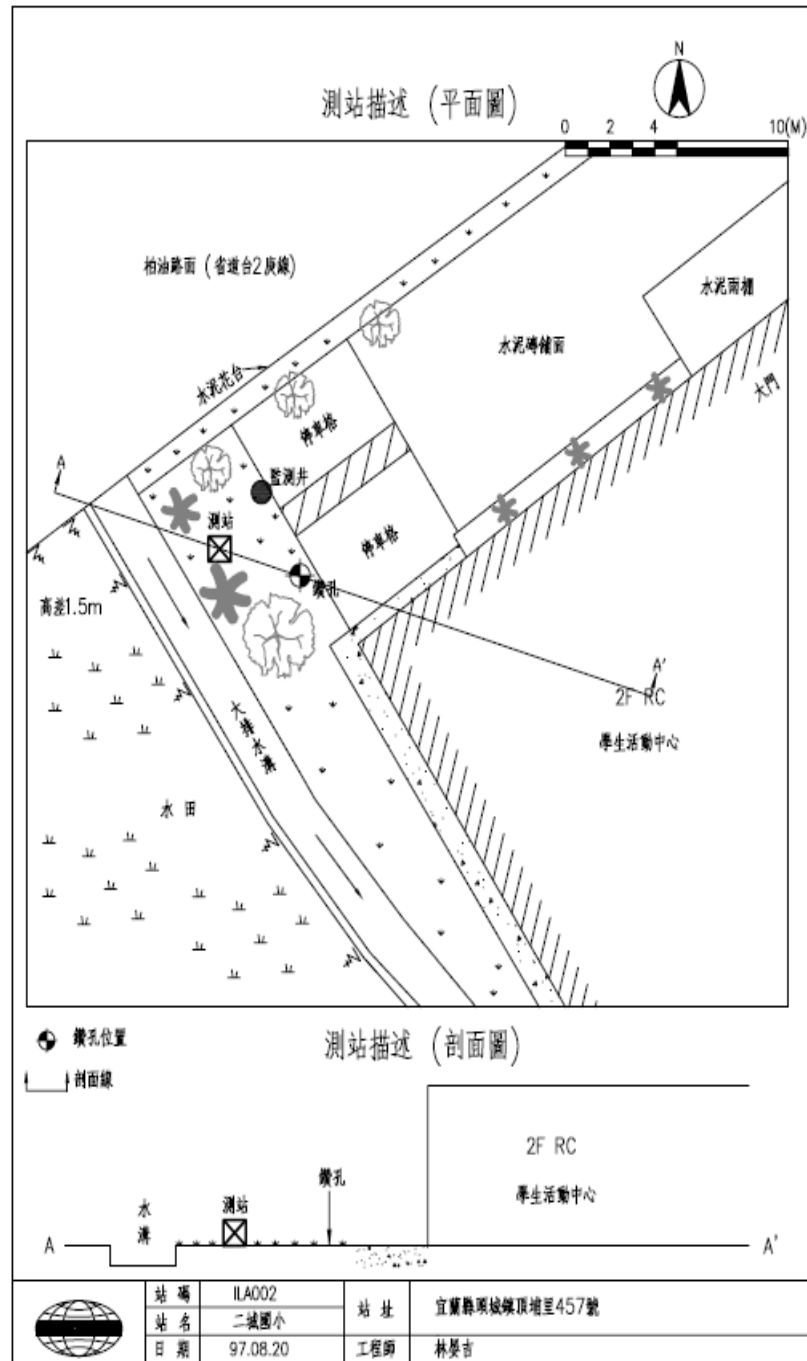 N
測站描述 (平面圖)
0 2 4 10(M)
柏油路面 (省道台2庚線)
水泥雨棚
水泥磚鋪面
水泥花台
大門
停車格
A
監測井
測站
停車格
鑽孔
高差1.5m
A'
2F RC
大排水溝
學生活動中心
水田
鑽孔位置
測站描述 (剖面圖)
剖面線
2F RC
鑽孔
學生活動中心
水溝
測站
A
A'
站碼 ILA002
站址 宜蘭縣頭城鎮頂埔里457號
站名 二城國小
日期 97.08.20
工程師 林晏吉